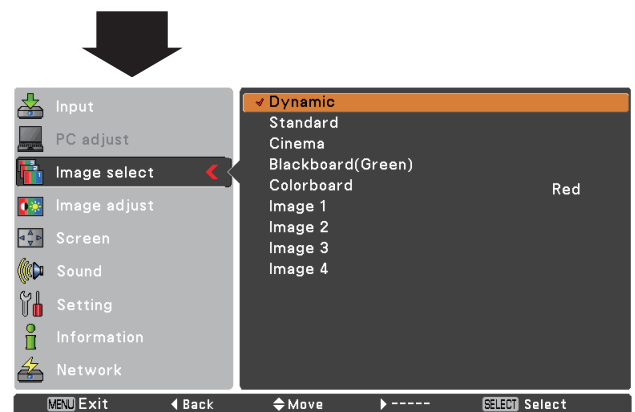 Input
PC adjust
Image select
Image adjust
Screen
Sound
Setting
Information
Network
Dynamic
Standard
Cinema
Blackboard(Green)
Colorboard Red
Image 1
Image 2
Image 3
Image 4
MENU Exit Back Move ----- SELECT Select